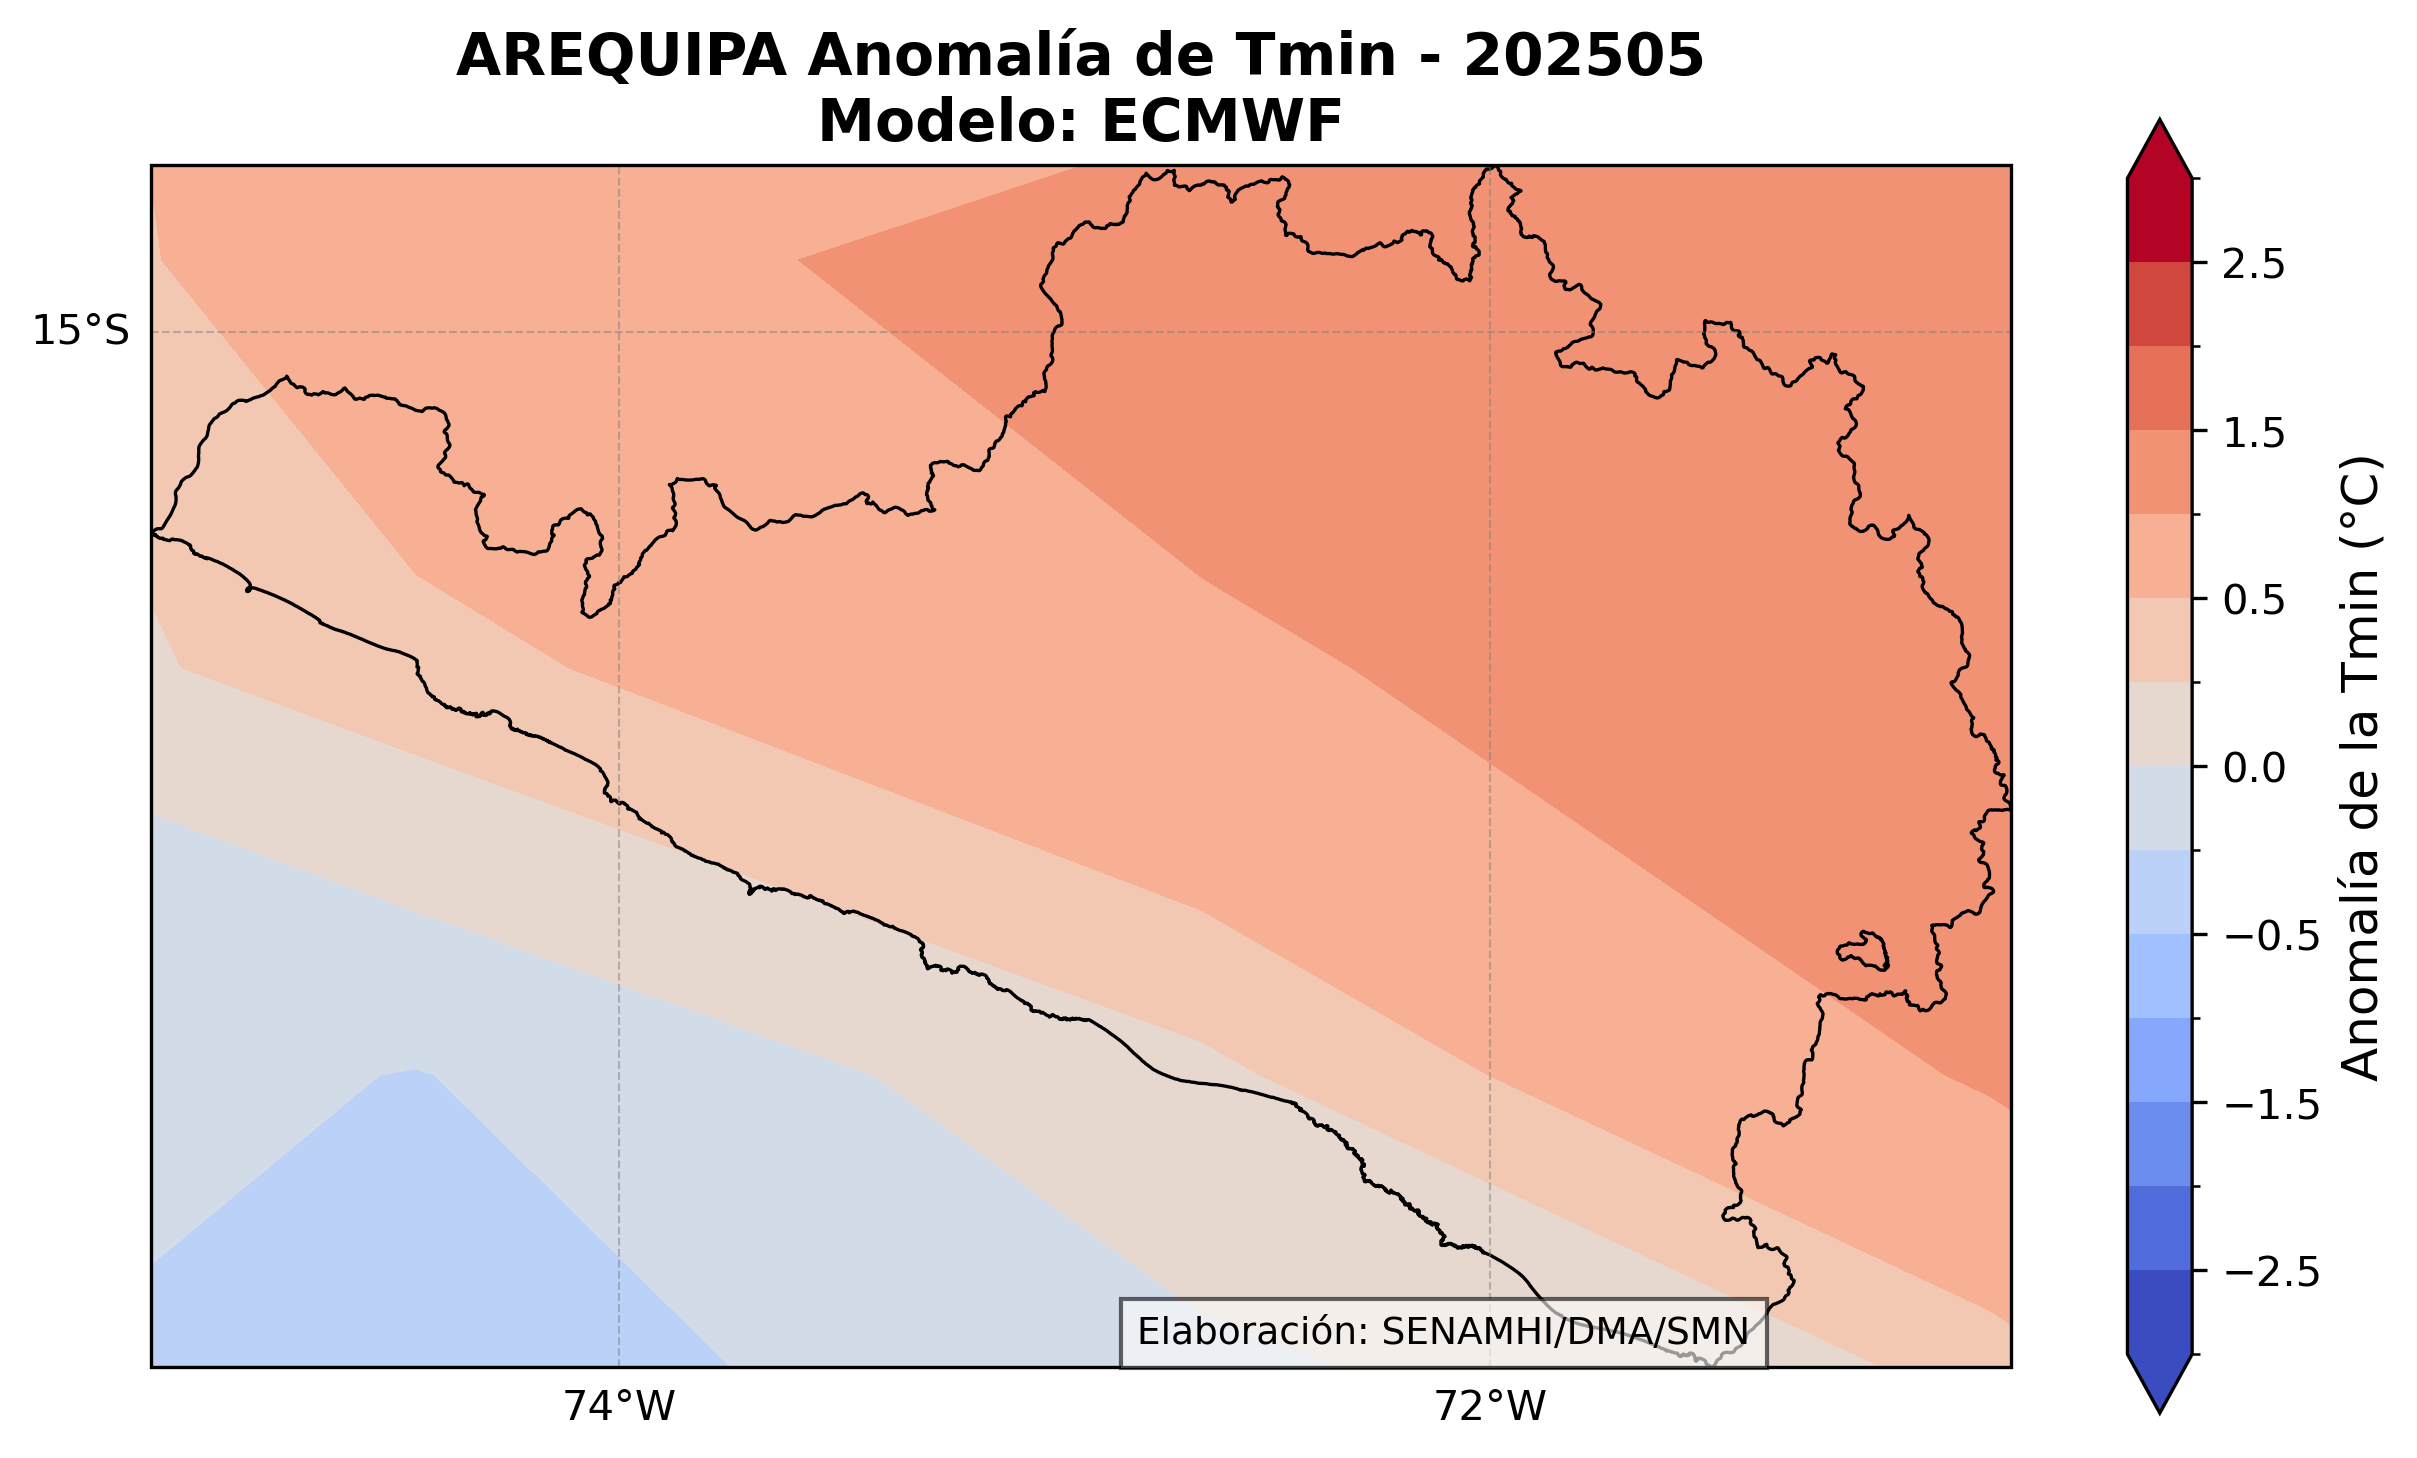 AREQUIPA Anomalía de Tmin - 202505
Modelo: ECMWF
15°S
74°W
72°W
Elaboración: SENAMHI/DMA/SMN
2.5
1.5
0.5
0.0
−0.5
−1.5
−2.5
Anomalía de la Tmin (°C)